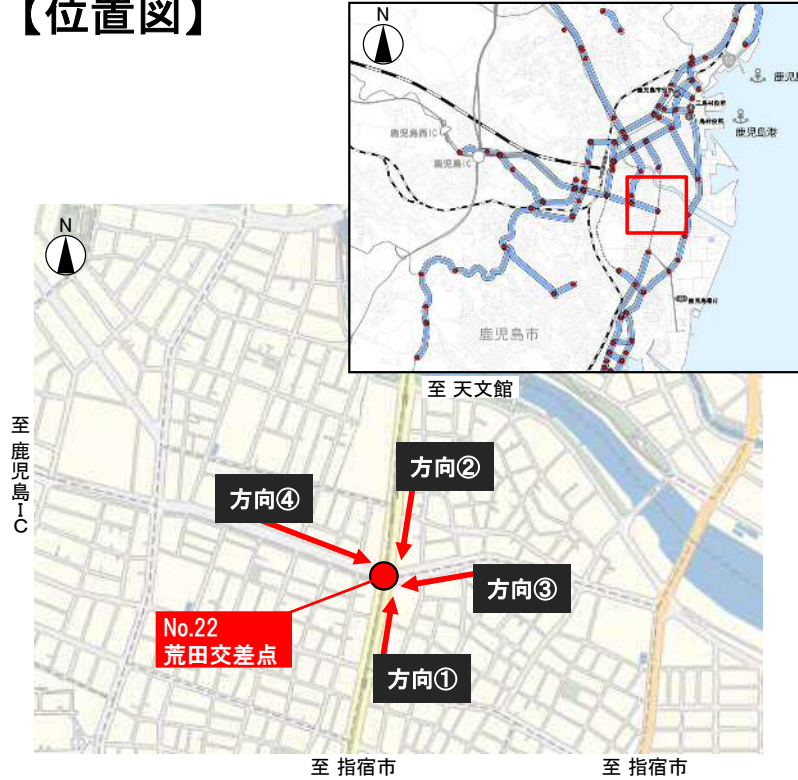 【位置図】
N
鹿児島西IC
鹿児島IC
鹿児島港
鹿児島市
N
至 天文館
至 鹿児島IC
方向②
方向④
方向③
No.22
荒田交差点
方向①
至 指宿市
至 指宿市